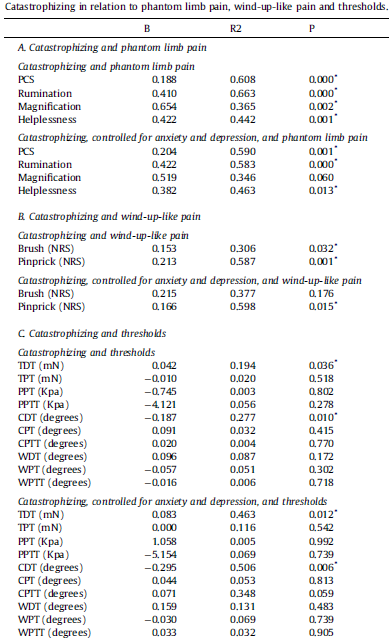 Catastrophizing in relation to phantom limb pain, wind-up-like pain and thresholds.
B R2 P
A. Catastrophizing and phantom limb pain
Catastrophizing and phantom limb pain
PCS 0.188 0.608 0.000*
Rumination 0.410 0.663 0.000*
Magnification 0.654 0.365 0.002*
Helplessness 0.422 0.442 0.001*
Catastrophizing, controlled for anxiety and depression, and phantom limb pain
PCS 0.204 0.590 0.001*
Rumination 0.422 0.583 0.000*
Magnification 0.519 0.346 0.060
Helplessness 0.382 0.463 0.013*
B. Catastrophizing and wind-up-like pain
Catastrophizing and wind-up-like pain
Brush (NRS) 0.153 0.306 0.032*
Pinprick (NRS) 0.213 0.587 0.001*
Catastrophizing, controlled for anxiety and depression, and wind-up-like pain
Brush (NRS) 0.215 0.377 0.176
Pinprick (NRS) 0.166 0.598 0.015*
C. Catastrophizing and thresholds
Catastrophizing and thresholds
TDT (mN) 0.042 0.194 0.036*
TPT (mN) −0.010 0.020 0.518
PPT (Kpa) −0.745 0.003 0.802
PPTT (Kpa) −4.121 0.056 0.278
CDT (degrees) −0.187 0.277 0.010*
CPT (degrees) 0.091 0.032 0.415
CPTT (degrees) 0.020 0.004 0.770
WDT (degrees) 0.096 0.087 0.172
WPT (degrees) −0.057 0.051 0.302
WPTT (degrees) −0.016 0.006 0.718
Catastrophizing, controlled for anxiety and depression, and thresholds
TDT (mN) 0.083 0.463 0.012*
TPT (mN) 0.000 0.116 0.542
PPT (Kpa) 1.058 0.005 0.992
PPTT (Kpa) −5.154 0.069 0.739
CDT (degrees) −0.295 0.506 0.006*
CPT (degrees) 0.044 0.053 0.813
CPTT (degrees) 0.071 0.348 0.059
WDT (degrees) 0.159 0.131 0.483
WPT (degrees) −0.030 0.069 0.739
WPTT (degrees) 0.033 0.032 0.905